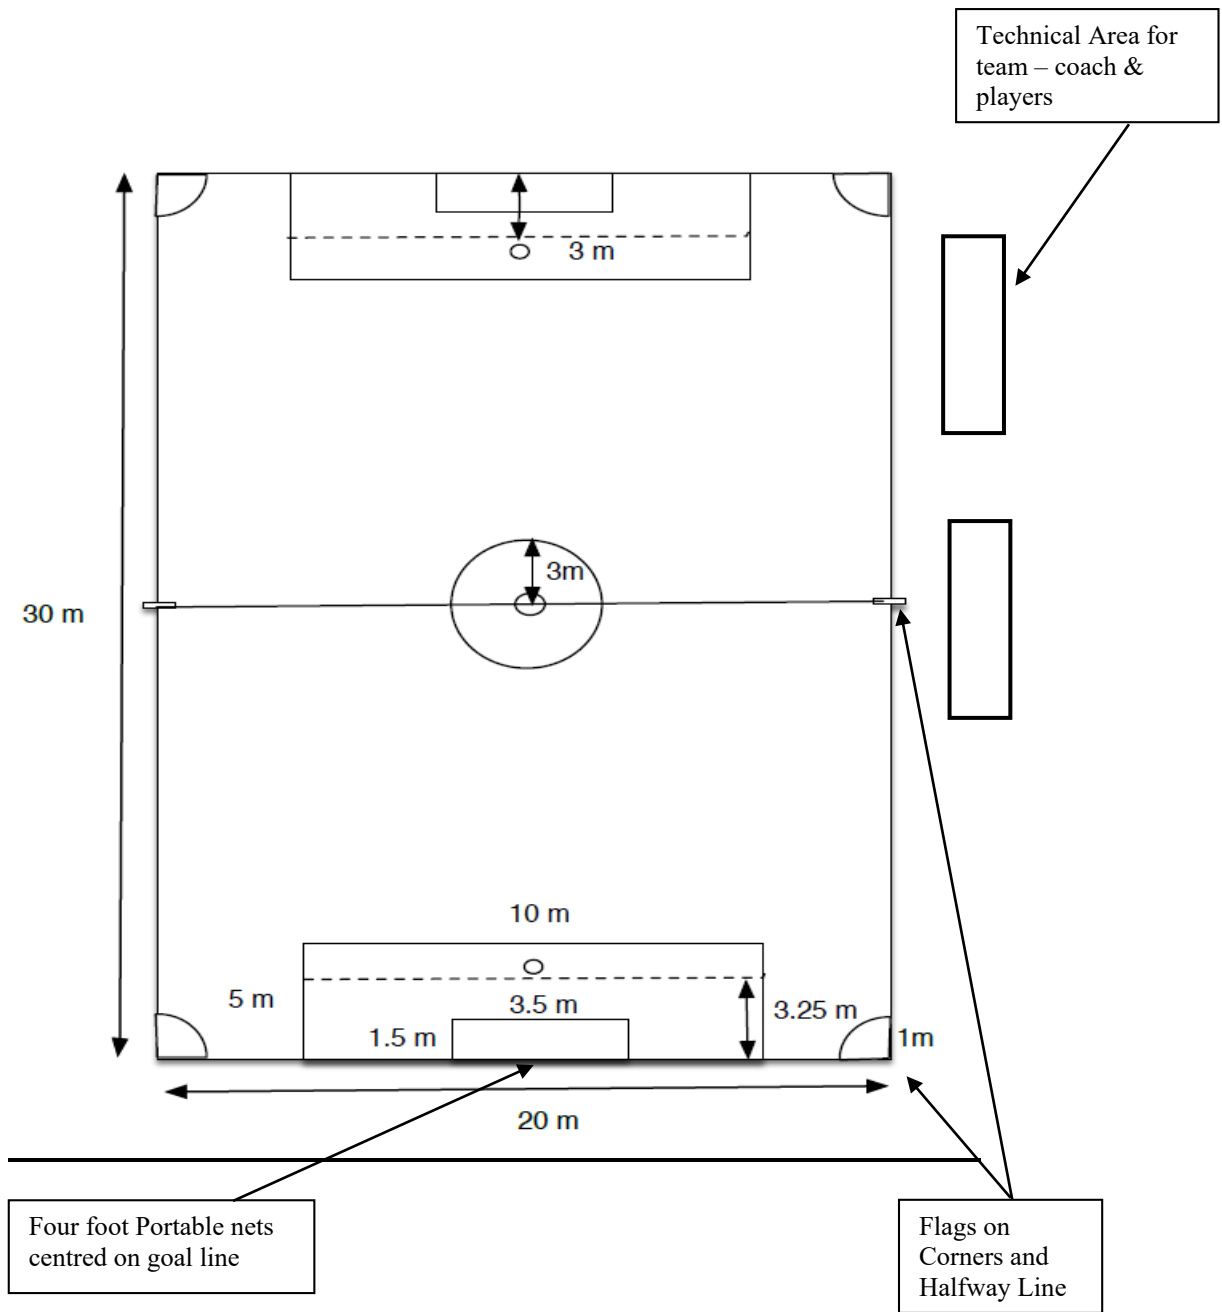 Technical Area for
team – coach &
players
3 m
3m
30 m
10 m
5 m
3.5 m
3.25 m
1.5 m
1m
20 m
Four foot Portable nets
centred on goal line
Flags on
Corners and
Halfway Line